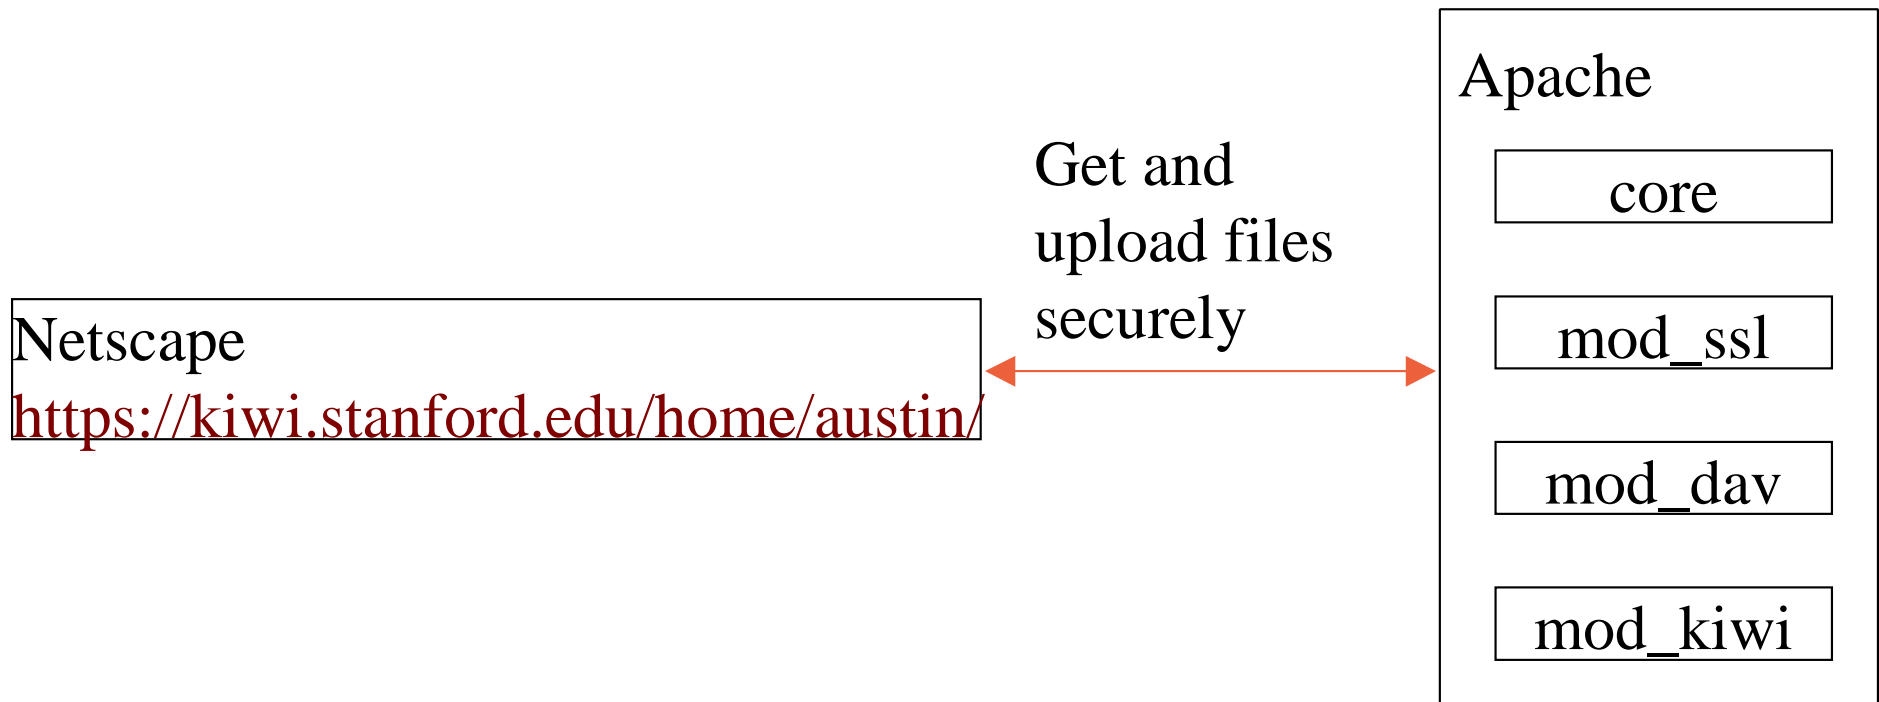 Netscape
https://kiwi.stanford.edu/home/austin/
Get and
upload files
securely
Apache
core
mod_ssl
mod_dav
mod_kiwi